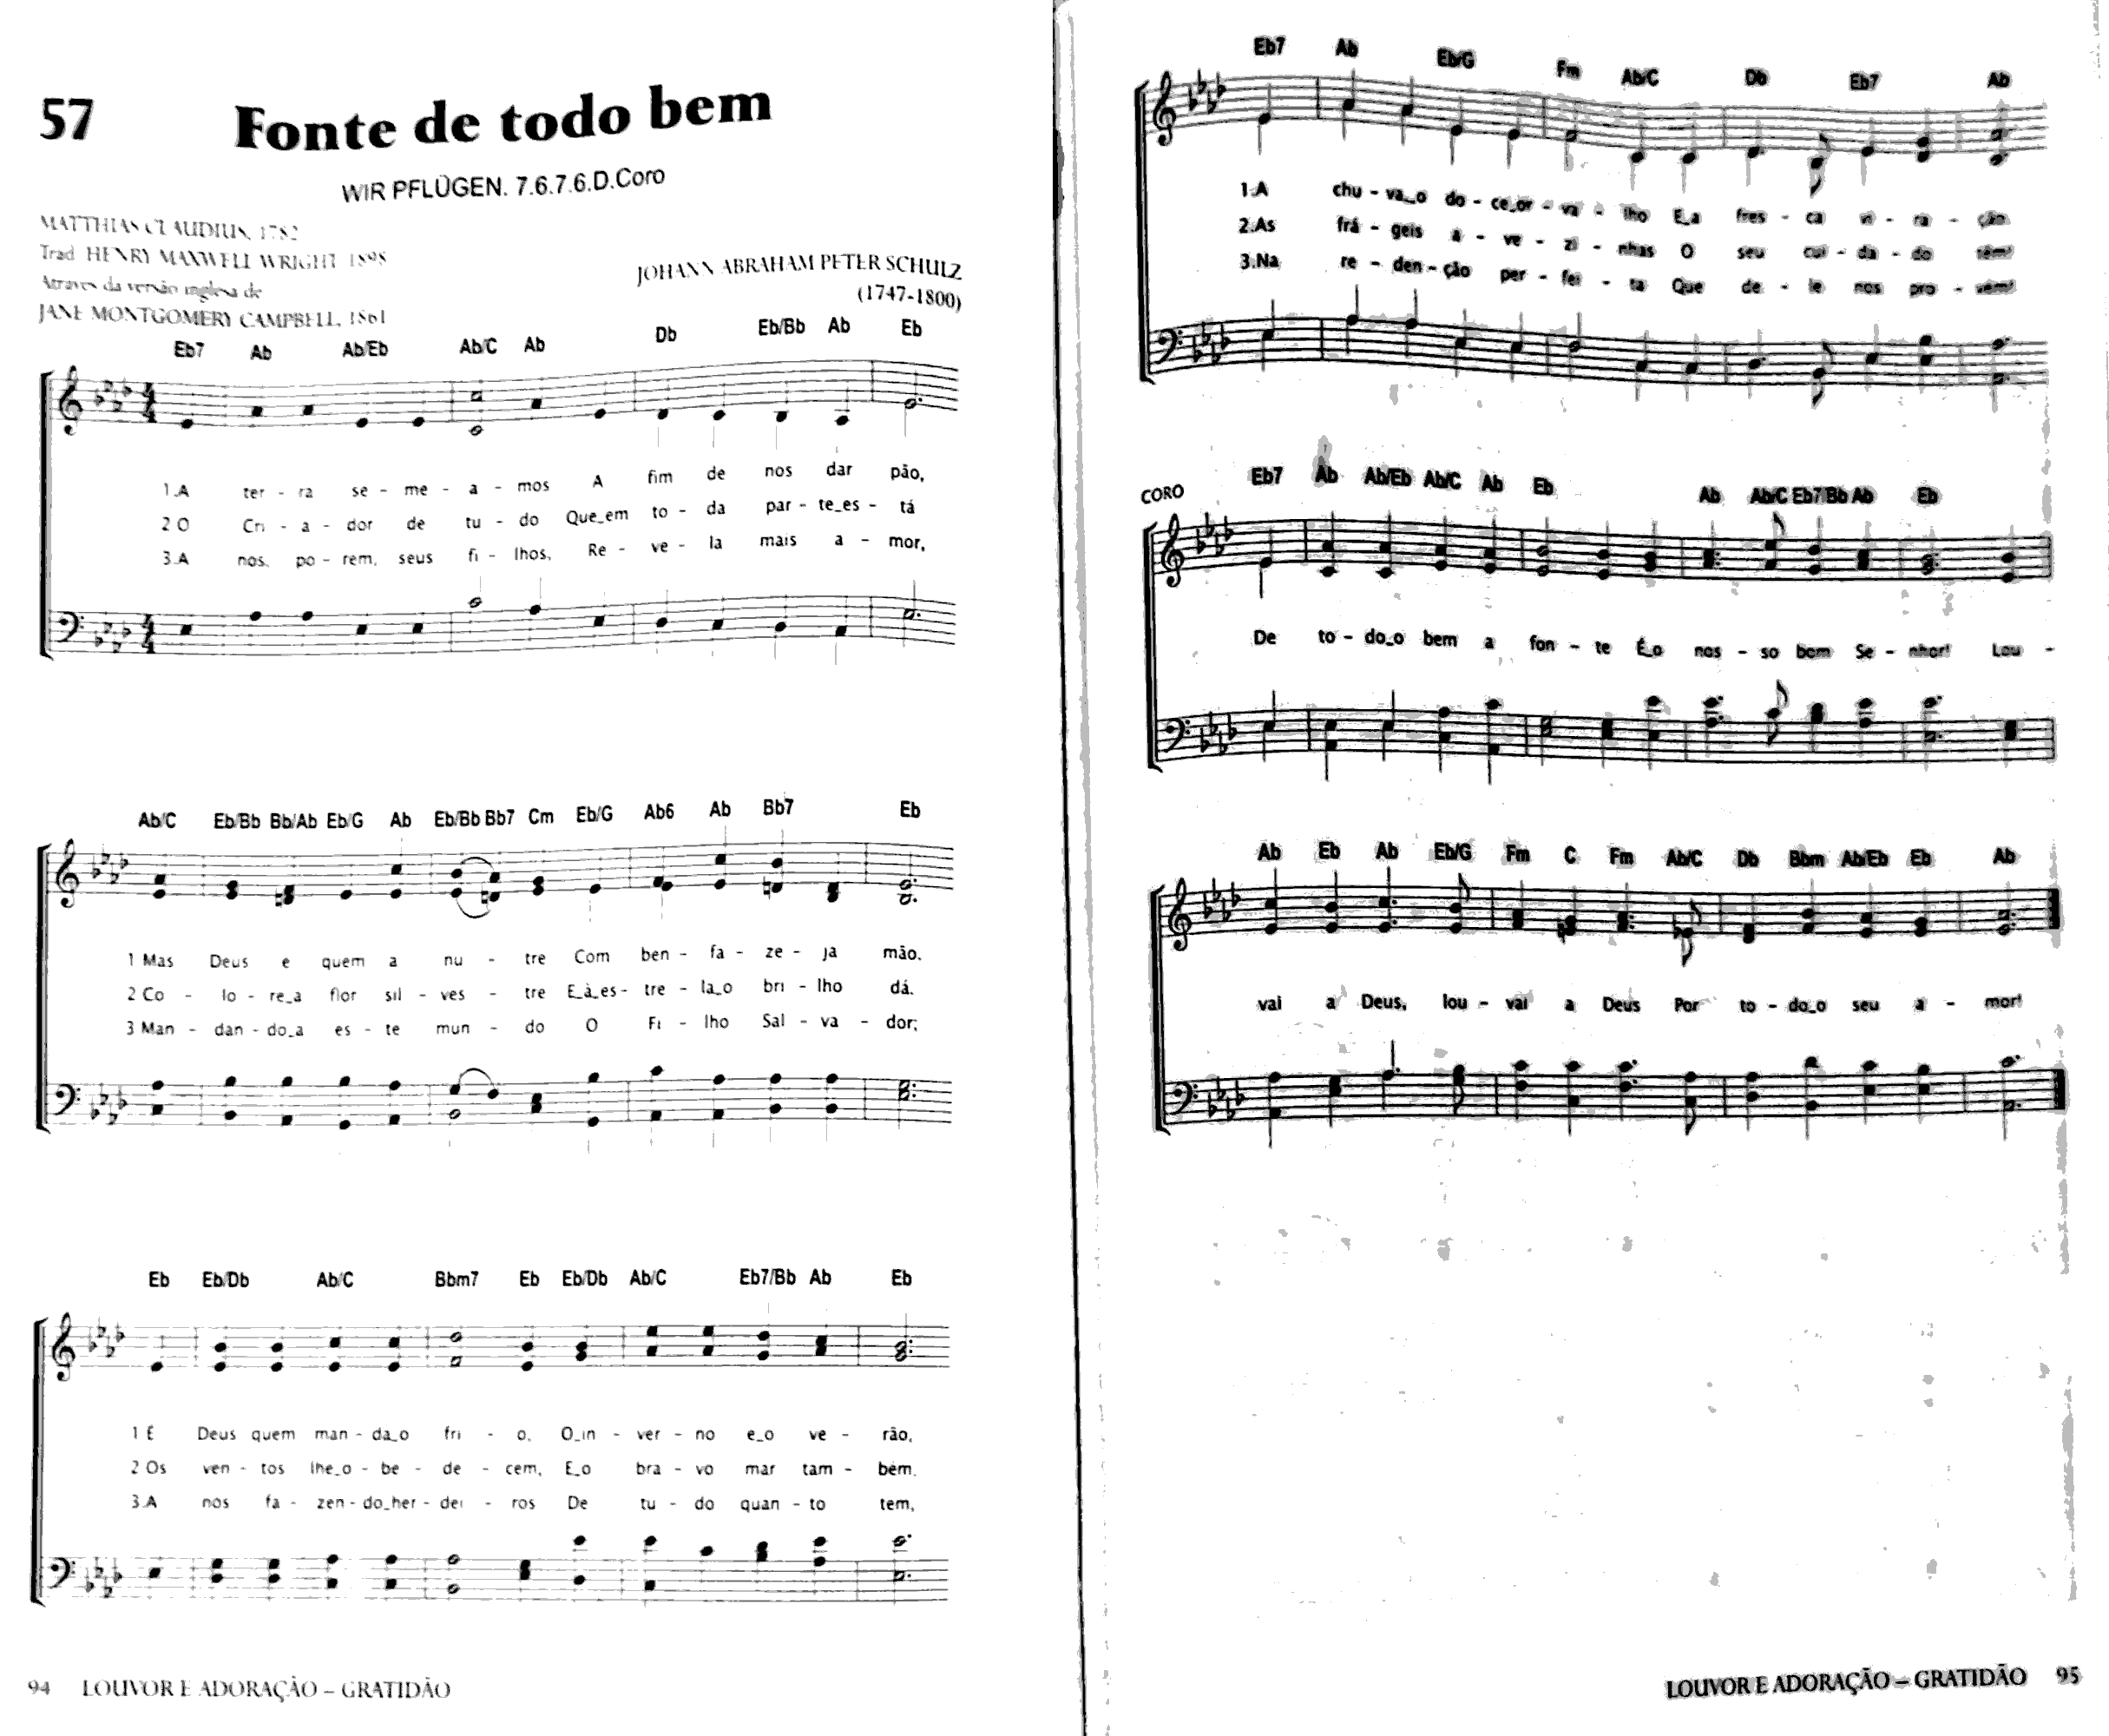 57
Fonte de todo bem
WIR PFLÜGEN. 7.6.7.6.D.Coro
MATTHIAS CLAUDIUS, 1782
Trad. HENRY MAXWELL WRIGHT 1898
Através da versão inglesa de
JANE MONTGOMERY CAMPBELL, 1861
JOHANN ABRAHAM PETER SCHULZ
(1747-1800)
Eb7 Ab Ab/Eb Ab/C Ab Db Eb/Bb Ab Eb
4
4
1.A ter - ra se - me - a - mos A fim de nos dar pão,
2 O Cri - a - dor de tu - do Que_em to - da par - te_es - tá
3.A nos, po - rem, seus fi - lhos, Re - ve - la mais a - mor,
4
4
Ab/C Eb/Bb Bb/Ab Eb/G Ab Eb/Bb Bb7 Cm Eb/G Ab6 Ab Bb7 Eb
1 Mas Deus e quem a nu - tre Com ben - fa - ze - ja mão.
2 Co - lo - re_a flor sil - ves - tre E_à_es - tre - la_o bri - lho dá.
3 Man - dan - do_a es - te mun - do O Fi - lho Sal - va - dor;
Eb Eb/Db Ab/C Bbm7 Eb Eb/Db Ab/C Eb7/Bb Ab Eb
1 É Deus quem man - da_o fri - o, O_in - ver - no e_o ve - rão,
2 Os ven - tos lhe_o - be - de - cem, E_o bra - vo mar tam - bém.
3.A nos fa - zen - do_her - dei - ros De tu - do quan - to tem,
94 LOUVOR E ADORAÇÃO – GRATIDÃO
Eb7 Ab Eb/G Fm Ab/C Db Eb7 Ab
1.A chu - va_o do - ce_or - va - lho E_a fres - ca vi - ra - ção
2.As frá - geis a - ve - zi - nhas O seu cui - da - do têm!
3.Na re - den - ção per - fei - ta Que de - le nos pro - vém!
CORO
Eb7 Ab Ab/Eb Ab/C Ab Eb Ab Ab/C Eb7/Bb Ab Eb
De to - do_o bem a fon - te É_o nos - so bom Se - nhor! Lou -
Ab Eb Ab Eb/G Fm C Fm Ab/C Db Bbm Ab/Eb Eb Ab
vai a Deus, lou - vai a Deus Por to - do_o seu a - mor!
LOUVOR E ADORAÇÃO – GRATIDÃO 95